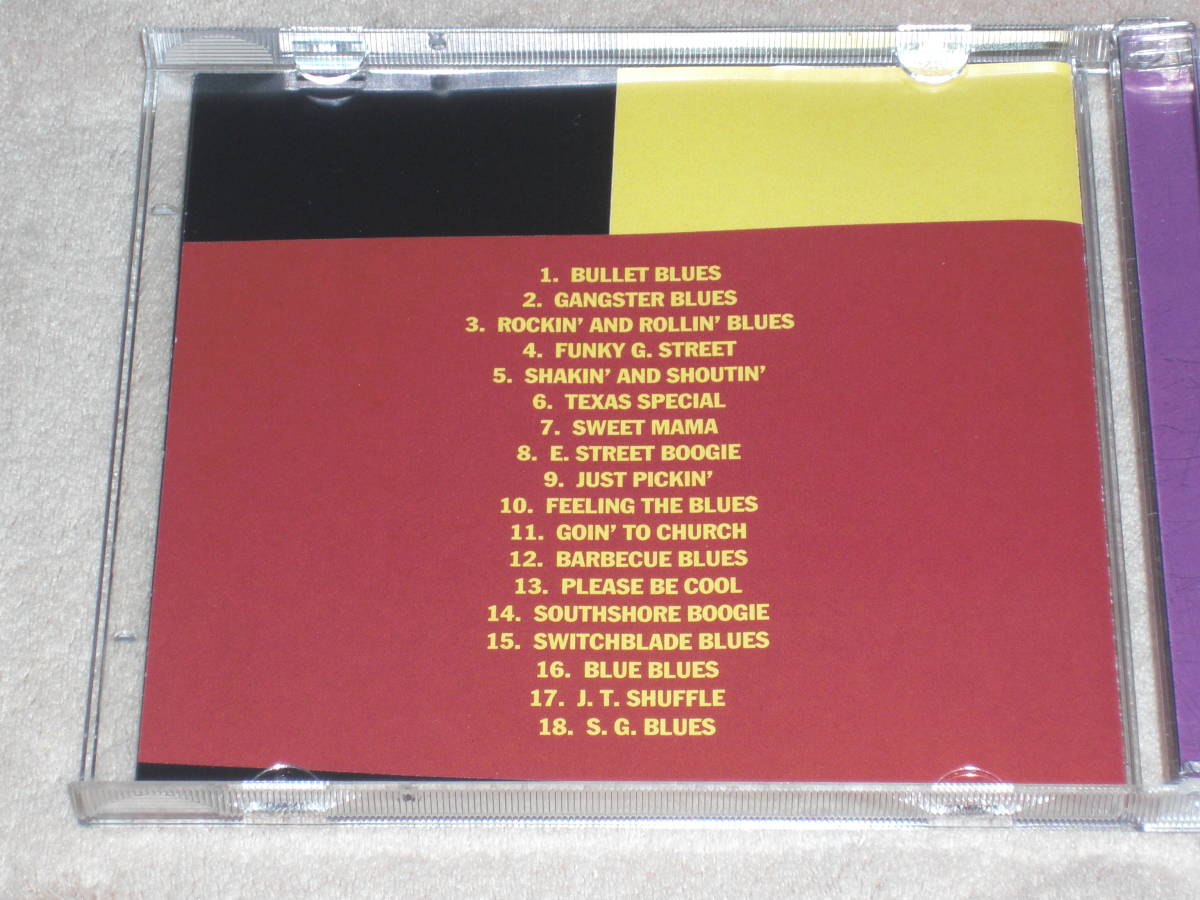 1. BULLET BLUES
2. GANGSTER BLUES
3. ROCKIN' AND ROLLIN' BLUES
4. FUNKY G. STREET
5. SHAKIN' AND SHOUTIN'
6. TEXAS SPECIAL
7. SWEET MAMA
8. E. STREET BOOGIE
9. JUST PICKIN'
10. FEELING THE BLUES
11. GOIN' TO CHURCH
12. BARBECUE BLUES
13. PLEASE BE COOL
14. SOUTHSHORE BOOGIE
15. SWITCHBLADE BLUES
16. BLUE BLUES
17. J. T. SHUFFLE
18. S. G. BLUES